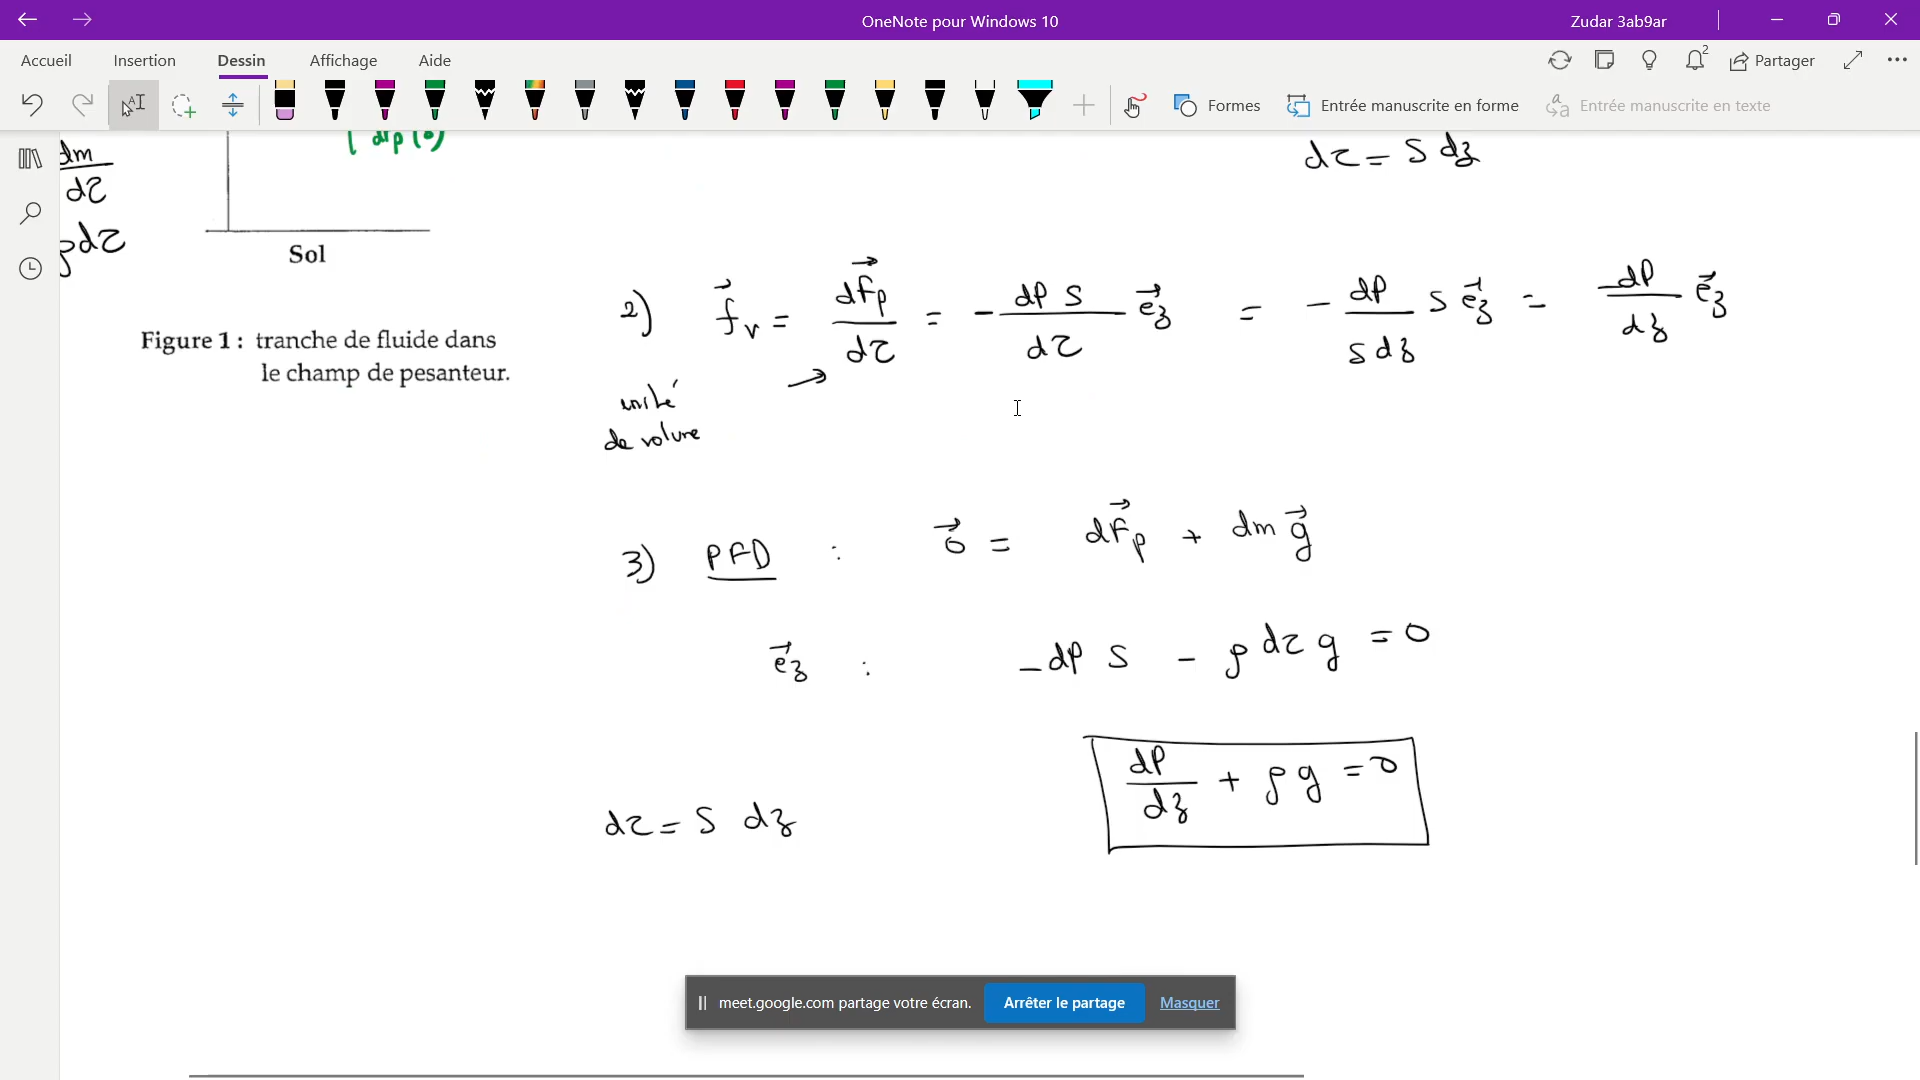 OneNote pour Windows 10
Zudar 3ab9ar
Accueil Insertion Dessin Affichage Aide
2 Partager
Formes Entrée manuscrite en forme Entrée manuscrite en texte
dm
dτ
ρdτ
Sol
Figure 1 : tranche de fluide dans
le champ de pesanteur.
dτ = S dz
2) f⃗v = dF⃗p/dτ = - dP S/dτ e⃗z = - dP/S dz S e⃗z = -dP/dz e⃗z
unité
de volume
3) PFD : 0⃗ = dF⃗p + dm g⃗
e⃗z : -dP S - ρ dτ g = 0
dP/dz + ρ g = 0
dτ = S dz
meet.google.com partage votre écran. Arrêter le partage Masquer